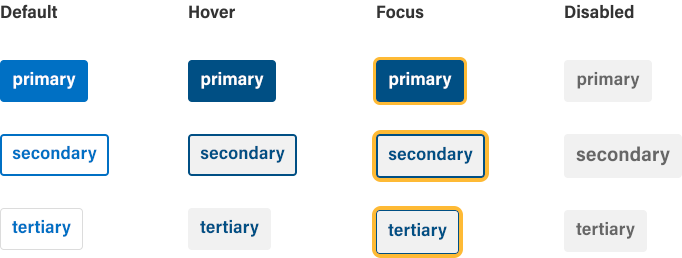 Default Hover Focus Disabled
primary primary primary primary
secondary secondary secondary secondary
tertiary tertiary tertiary tertiary